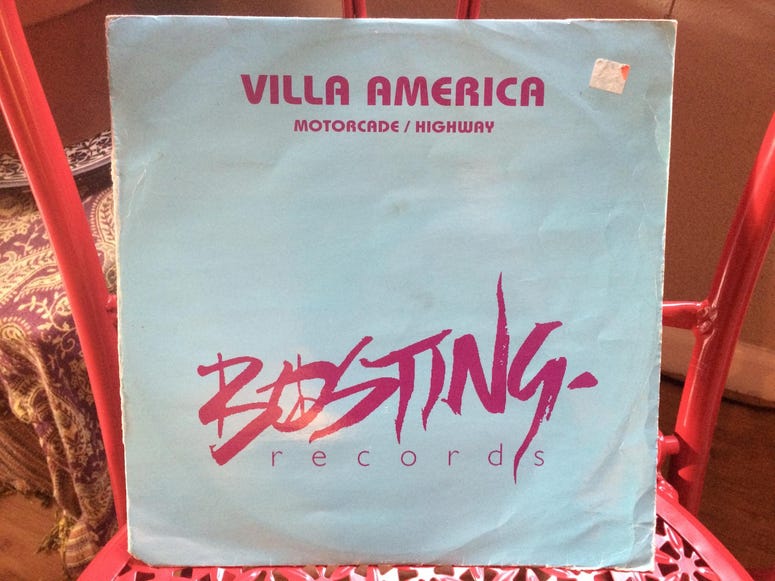 VILLA AMERICA
MOTORCADE / HIGHWAY
BOSTING.
records